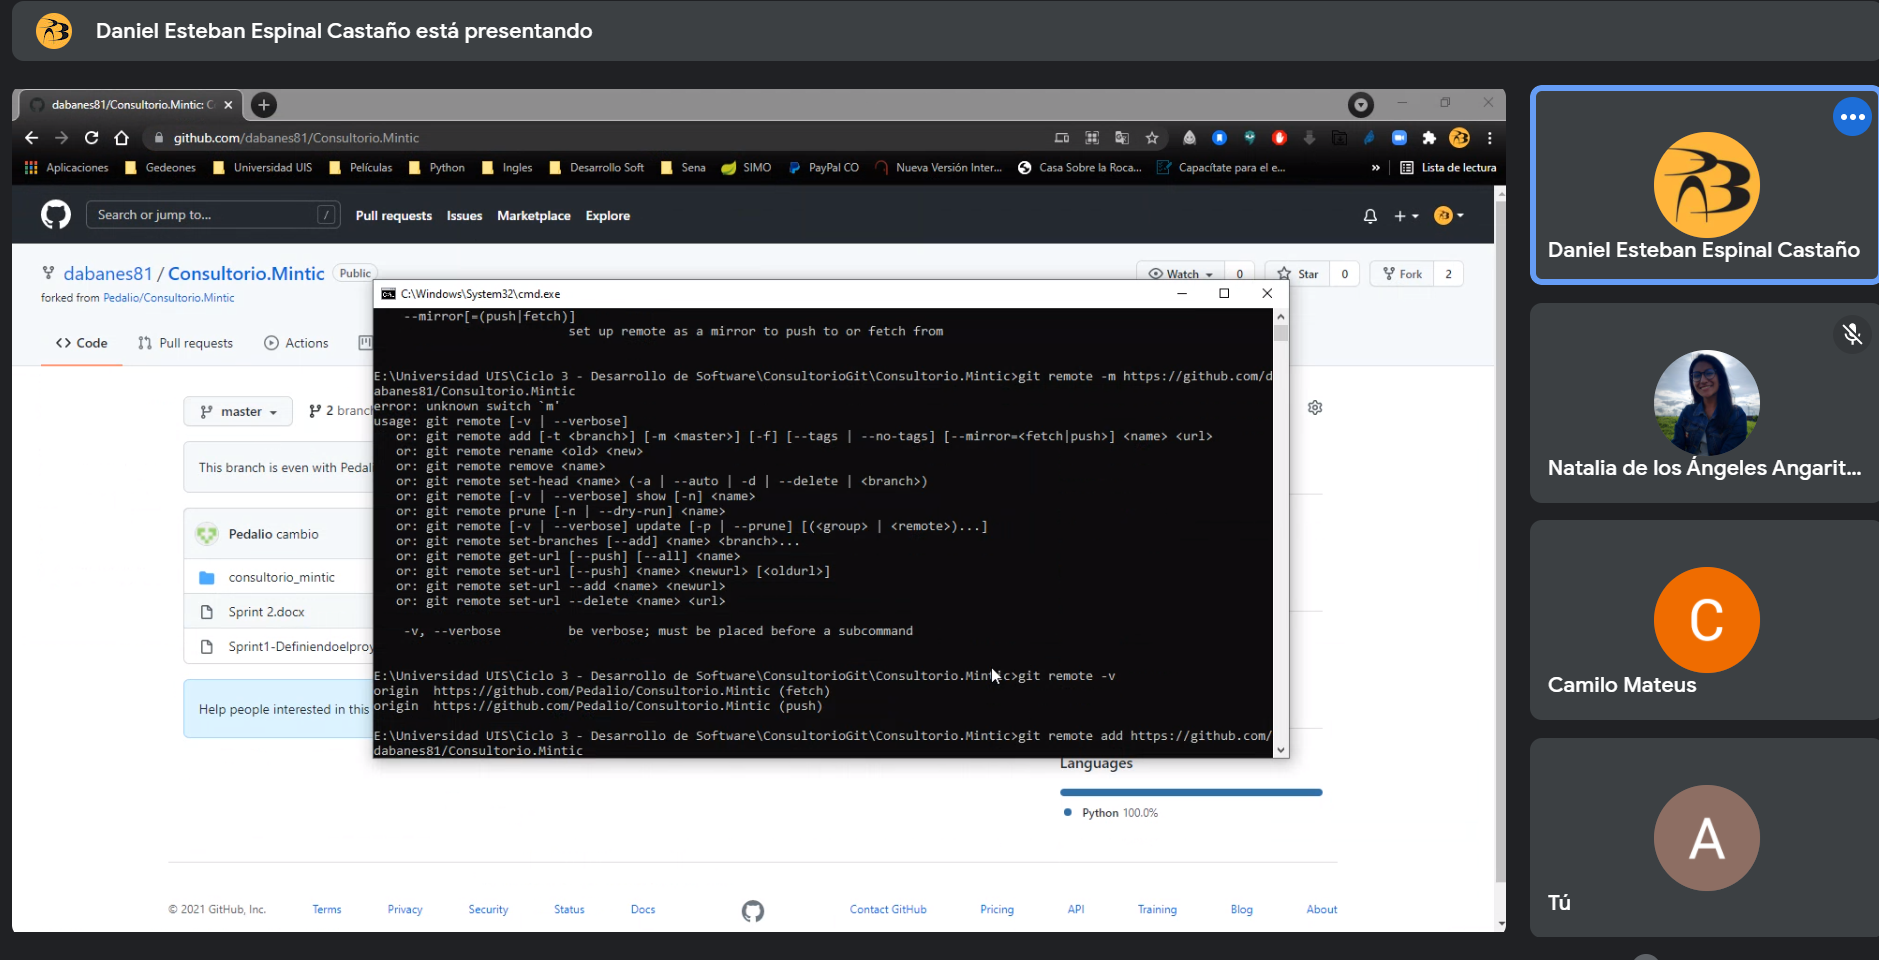 Daniel Esteban Espinal Castaño está presentando
dabanes81/Consultorio.Mintic: C
github.com/dabanes81/Consultorio.Mintic
Aplicaciones Gedeones Universidad UIS Películas Python Ingles Desarrollo Soft Sena SIMO PayPal CO Nueva Versión Inter... Casa Sobre la Roca... Capacítate para el e... » Lista de lectura
Search or jump to... / Pull requests Issues Marketplace Explore
dabanes81 / Consultorio.Mintic Public
Watch 0 Star 0 Fork 2
forked from Pedalio/Consultorio.Mintic
Code Pull requests Actions
master 2 branc
This branch is even with Pedal
Pedalio cambio
consultorio_mintic
Sprint 2.docx
Sprint1-Definiendoelproy
Help people interested in this
C:\Windows\System32\cmd.exe
--mirror[=(push|fetch)]
set up remote as a mirror to push to or fetch from
E:\Universidad UIS\Ciclo 3 - Desarrollo de Software\ConsultorioGit\Consultorio.Mintic>git remote -m https://github.com/d
abanes81/Consultorio.Mintic
error: unknown switch `m'
usage: git remote [-v | --verbose]
or: git remote add [-t <branch>] [-m <master>] [-f] [--tags | --no-tags] [--mirror=<fetch|push>] <name> <url>
or: git remote rename <old> <new>
or: git remote remove <name>
or: git remote set-head <name> (-a | --auto | -d | --delete | <branch>)
or: git remote [-v | --verbose] show [-n] <name>
or: git remote prune [-n | --dry-run] <name>
or: git remote [-v | --verbose] update [-p | --prune] [(<group> | <remote>)...]
or: git remote set-branches [--add] <name> <branch>...
or: git remote get-url [--push] [--all] <name>
or: git remote set-url [--push] <name> <newurl> [<oldurl>]
or: git remote set-url --add <name> <newurl>
or: git remote set-url --delete <name> <url>
-v, --verbose be verbose; must be placed before a subcommand
E:\Universidad UIS\Ciclo 3 - Desarrollo de Software\ConsultorioGit\Consultorio.Mintic>git remote -v
origin https://github.com/Pedalio/Consultorio.Mintic (fetch)
origin https://github.com/Pedalio/Consultorio.Mintic (push)
E:\Universidad UIS\Ciclo 3 - Desarrollo de Software\ConsultorioGit\Consultorio.Mintic>git remote add https://github.com/
dabanes81/Consultorio.Mintic
Languages
Python 100.0%
© 2021 GitHub, Inc. Terms Privacy Security Status Docs Contact GitHub Pricing API Training Blog About
Daniel Esteban Espinal Castaño
Natalia de los Ángeles Angarit...
C
Camilo Mateus
A
Tú